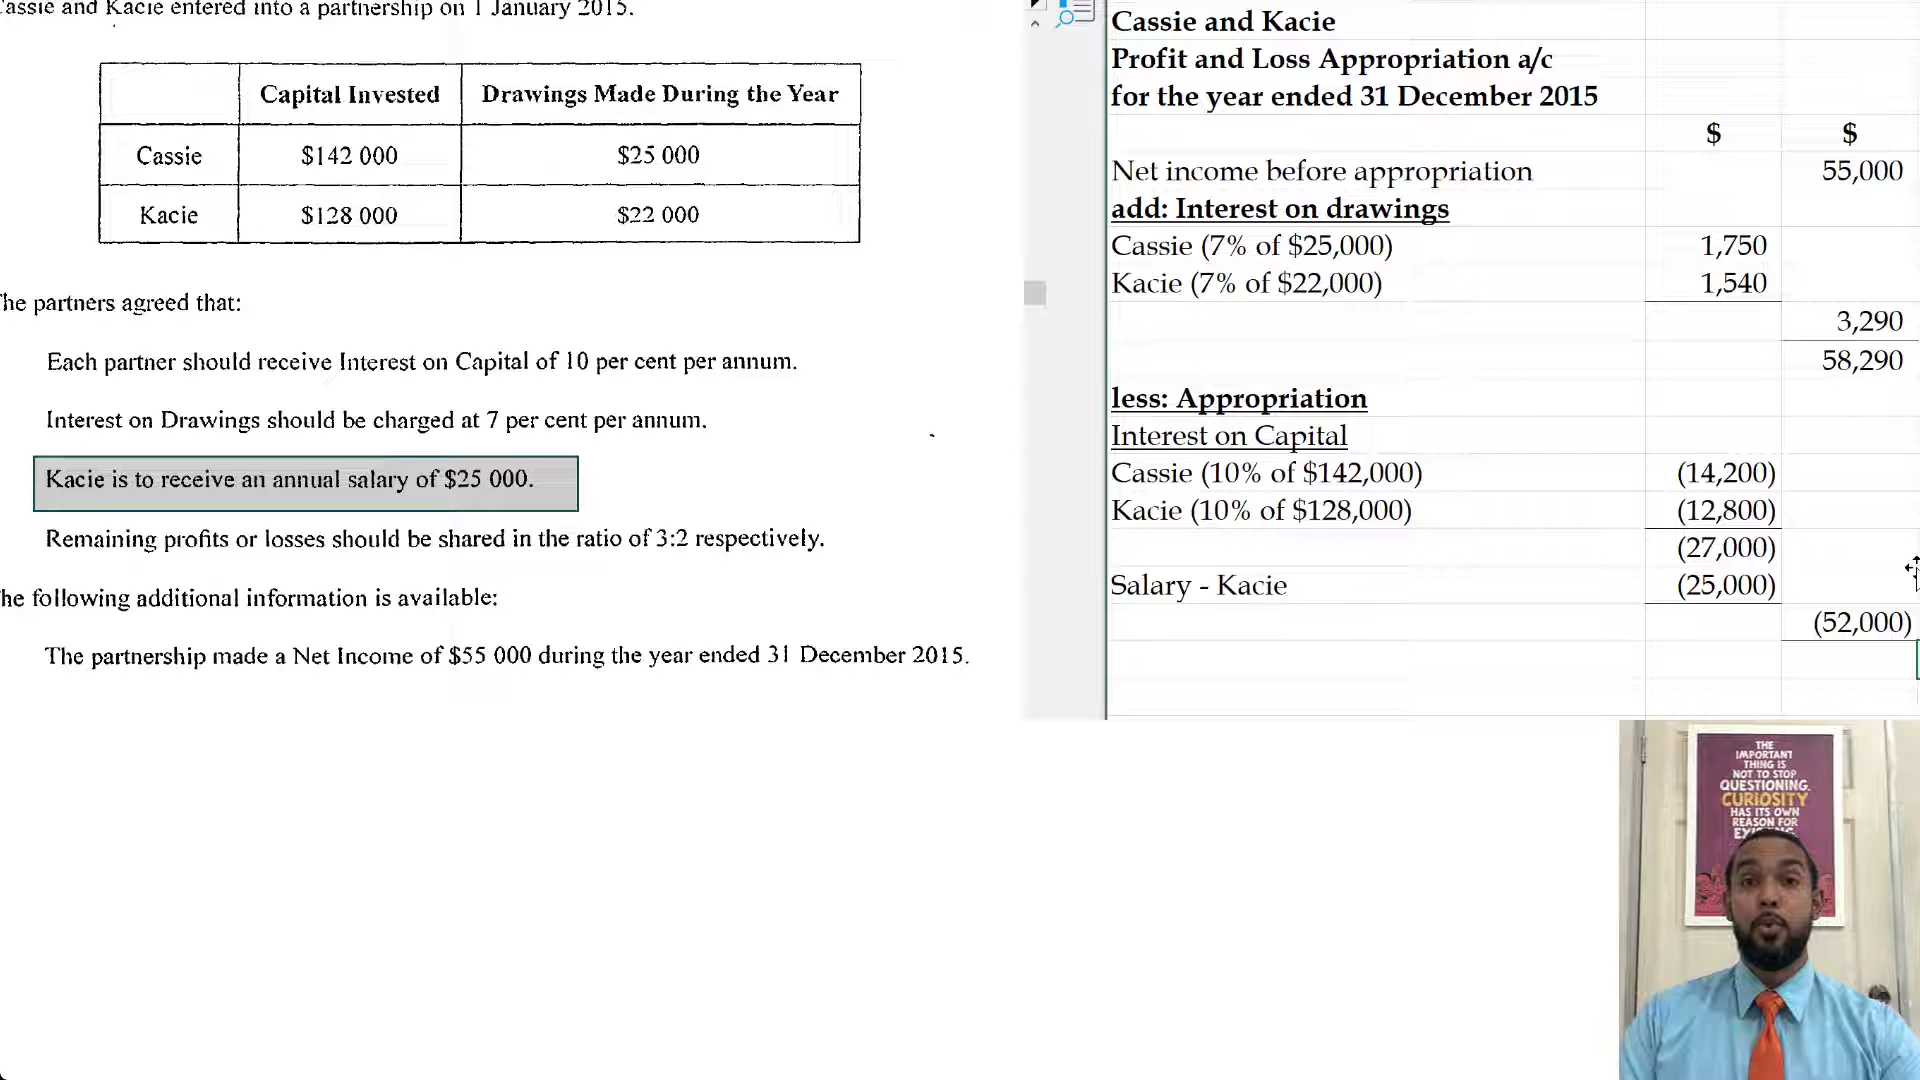 assie and Kacie entered into a partnership on 1 January 2015.
Capital Invested Drawings Made During the Year
Cassie $142 000 $25 000
Kacie $128 000 $22 000
he partners agreed that:
Each partner should receive Interest on Capital of 10 per cent per annum.
Interest on Drawings should be charged at 7 per cent per annum.
Kacie is to receive an annual salary of $25 000.
Remaining profits or losses should be shared in the ratio of 3:2 respectively.
he following additional information is available:
The partnership made a Net Income of $55 000 during the year ended 31 December 2015.
Cassie and Kacie
Profit and Loss Appropriation a/c
for the year ended 31 December 2015
$ $
Net income before appropriation 55,000
add: Interest on drawings
Cassie (7% of $25,000) 1,750
Kacie (7% of $22,000) 1,540
3,290
58,290
less: Appropriation
Interest on Capital
Cassie (10% of $142,000) (14,200)
Kacie (10% of $128,000) (12,800)
(27,000)
Salary - Kacie (25,000)
(52,000)
THE
IMPORTANT
THING IS
NOT TO STOP
QUESTIONING.
CURIOSITY
HAS ITS OWN
REASON FOR